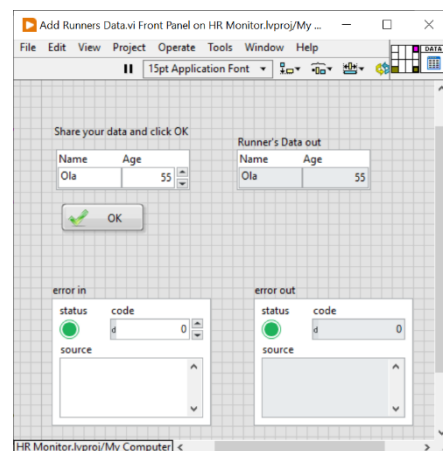 Add Runners Data.vi Front Panel on HR Monitor.lvproj/My ...
File Edit View Project Operate Tools Window Help
15pt Application Font
DATA
Share your data and click OK
Runner's Data out
Name Age
Name Age
Ola 55
Ola 55
OK
error in
error out
status code
status code
d 0
d 0
source
source
HR Monitor.lvproj/My Computer